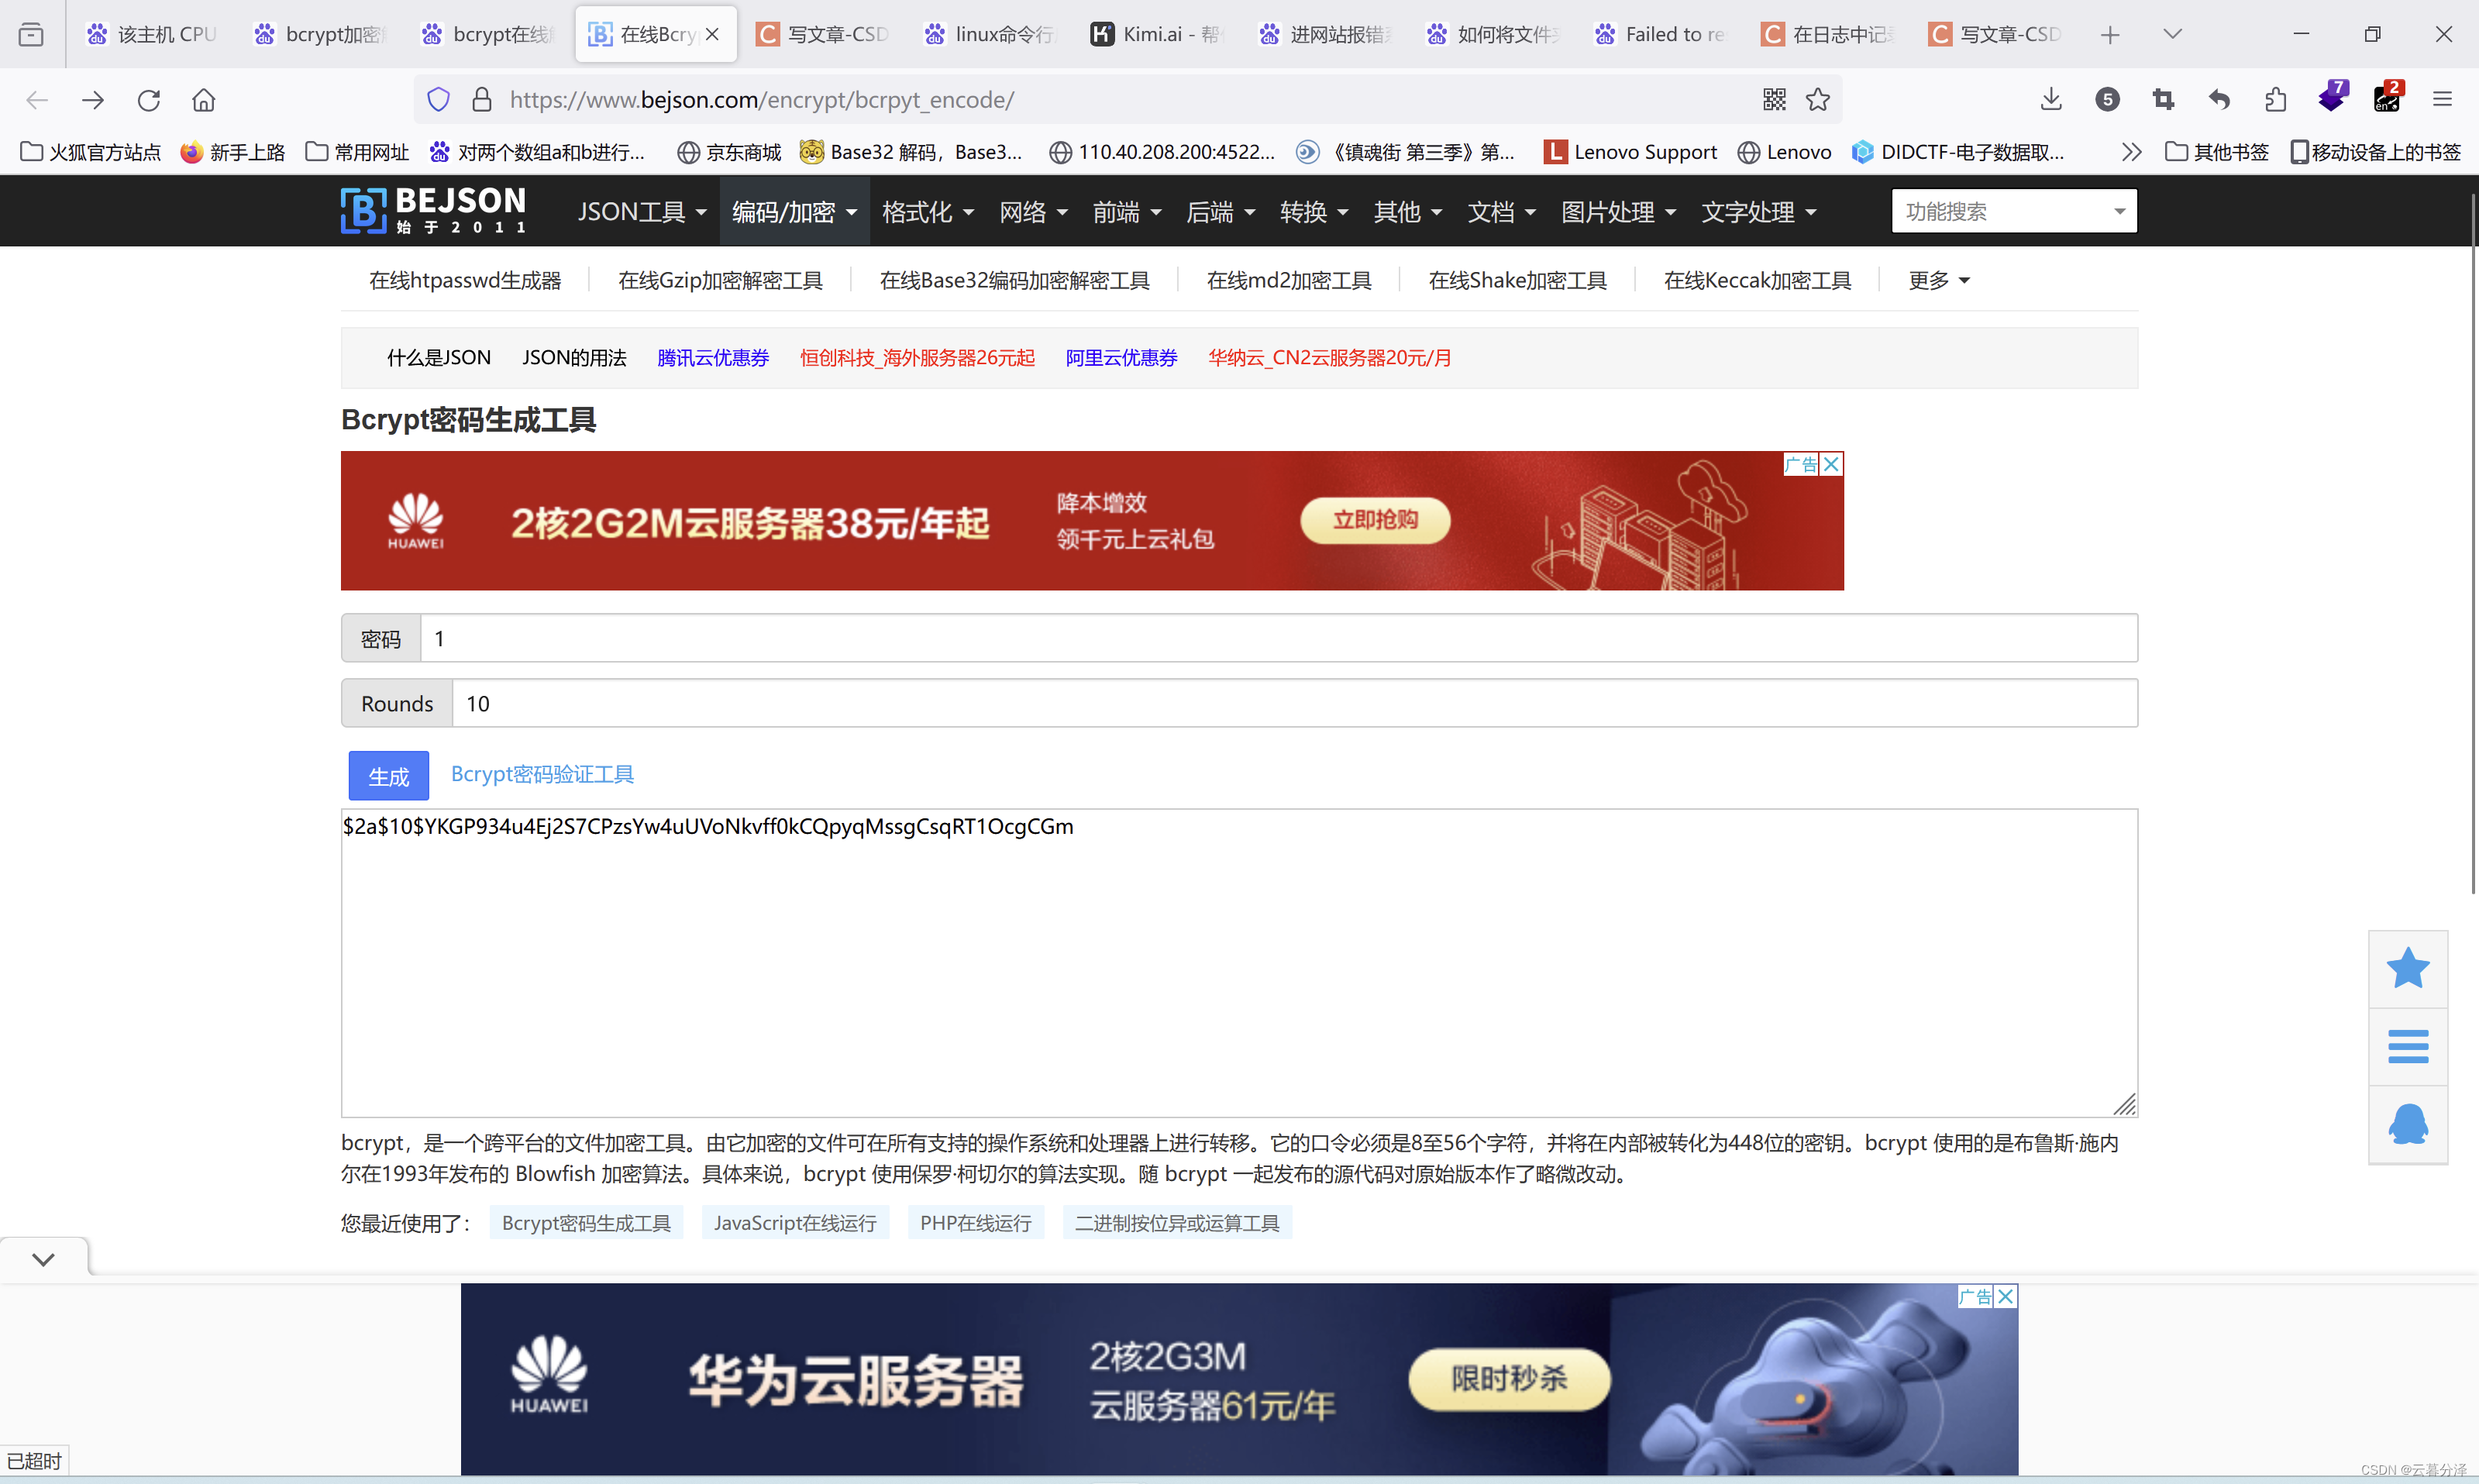 该主机 CPU
bcrypt加密
bcrypt在线
在线Bcry
写文章-CSD
linux命令行
Kimi.ai - 帮
进网站报错
如何将文件
Failed to re
在日志中记
写文章-CSD
https://www.bejson.com/encrypt/bcrpyt_encode/
5
7
2
en
火狐官方站点
新手上路
常用网址
对两个数组a和b进行...
京东商城
Base32 解码，Base3...
110.40.208.200:4522...
《镇魂街 第三季》第...
Lenovo Support
Lenovo
DIDCTF-电子数据取...
其他书签
移动设备上的书签
BEJSON
始于2011
JSON工具
编码/加密
格式化
网络
前端
后端
转换
其他
文档
图片处理
文字处理
功能搜索
在线htpasswd生成器
在线Gzip加密解密工具
在线Base32编码加密解密工具
在线md2加密工具
在线Shake加密工具
在线Keccak加密工具
更多
什么是JSON
JSON的用法
腾讯云优惠券
恒创科技_海外服务器26元起
阿里云优惠券
华纳云_CN2云服务器20元/月
Bcrypt密码生成工具
广告
HUAWEI
2核2G2M云服务器38元/年起
降本增效
领千元上云礼包
立即抢购
密码
1
Rounds
10
生成
Bcrypt密码验证工具
$2a$10$YKGP934u4Ej2S7CPzsYw4uUVoNkvff0kCQpyqMssgCsqRT1OcgCGm
bcrypt，是一个跨平台的文件加密工具。由它加密的文件可在所有支持的操作系统和处理器上进行转移。它的口令必须是8至56个字符，并将在内部被转化为448位的密钥。bcrypt 使用的是布鲁斯·施内
尔在1993年发布的 Blowfish 加密算法。具体来说，bcrypt 使用保罗·柯切尔的算法实现。随 bcrypt 一起发布的源代码对原始版本作了略微改动。
您最近使用了：
Bcrypt密码生成工具
JavaScript在线运行
PHP在线运行
二进制按位异或运算工具
广告
HUAWEI
华为云服务器
2核2G3M
云服务器61元/年
限时秒杀
已超时
CSDN @云暮分泽